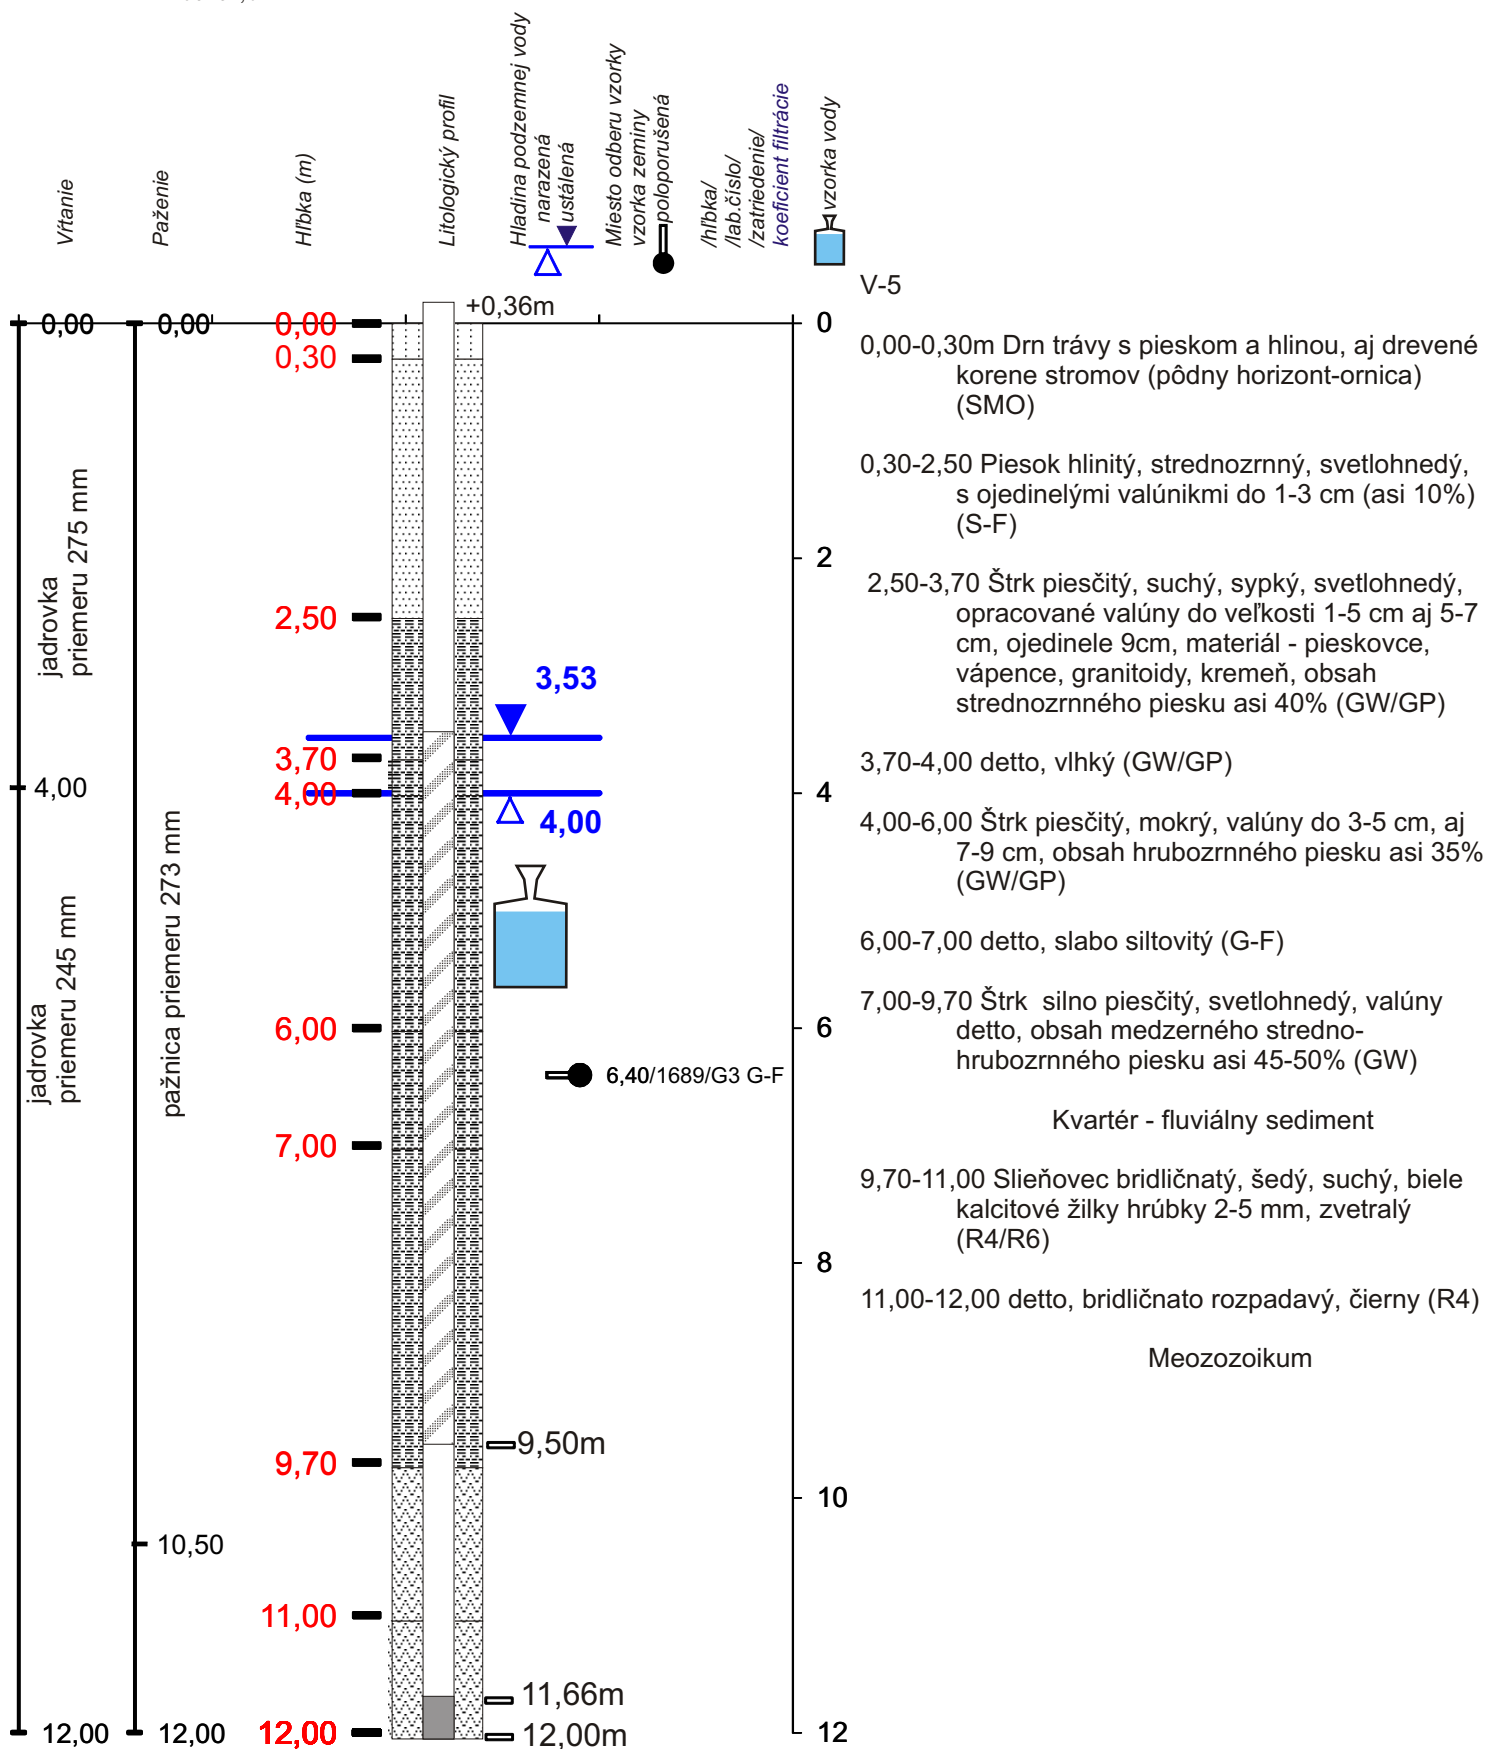 Vŕtanie
Paženie
Hĺbka (m)
Litologický profil
Hladina podzemnej vody
narazená
ustálená
Miesto odberu vzorky
vzorka zeminy
poloporušená
/hĺbka/
/lab.číslo/
/zatriedenie/
koeficient filtrácie
vzorka vody
V-5
+0,36m
0,00
0,00
0,00
0
0,30
2
2,50
3,53
3,70
4,00
4,00
4,00
4
6,00
6
6,40/1689/G3 G-F
7,00
8
9,50m
9,70
10
10,50
11,00
11,66m
12,00
12,00
12,00
12,00m
12
jadrovka
priemeru 275 mm
jadrovka
priemeru 245 mm
pažnica priemeru 273 mm
0,00-0,30m Drn trávy s pieskom a hlinou, aj drevené
korene stromov (pôdny horizont-ornica)
(SMO)
0,30-2,50 Piesok hlinitý, strednozrnný, svetlohnedý,
s ojedinelými valúnikmi do 1-3 cm (asi 10%)
(S-F)
2,50-3,70 Štrk piesčitý, suchý, sypký, svetlohnedý,
opracované valúny do veľkosti 1-5 cm aj 5-7
cm, ojedinele 9cm, materiál - pieskovce,
vápence, granitoidy, kremeň, obsah
strednozrnného piesku asi 40% (GW/GP)
3,70-4,00 detto, vlhký (GW/GP)
4,00-6,00 Štrk piesčitý, mokrý, valúny do 3-5 cm, aj
7-9 cm, obsah hrubozrnného piesku asi 35%
(GW/GP)
6,00-7,00 detto, slabo siltovitý (G-F)
7,00-9,70 Štrk silno piesčitý, svetlohnedý, valúny
detto, obsah medzerného stredno-
hrubozrnného piesku asi 45-50% (GW)
Kvartér - fluviálny sediment
9,70-11,00 Slieňovec bridličnatý, šedý, suchý, biele
kalcitové žilky hrúbky 2-5 mm, zvetralý
(R4/R6)
11,00-12,00 detto, bridličnato rozpadavý, čierny (R4)
Meozozoikum